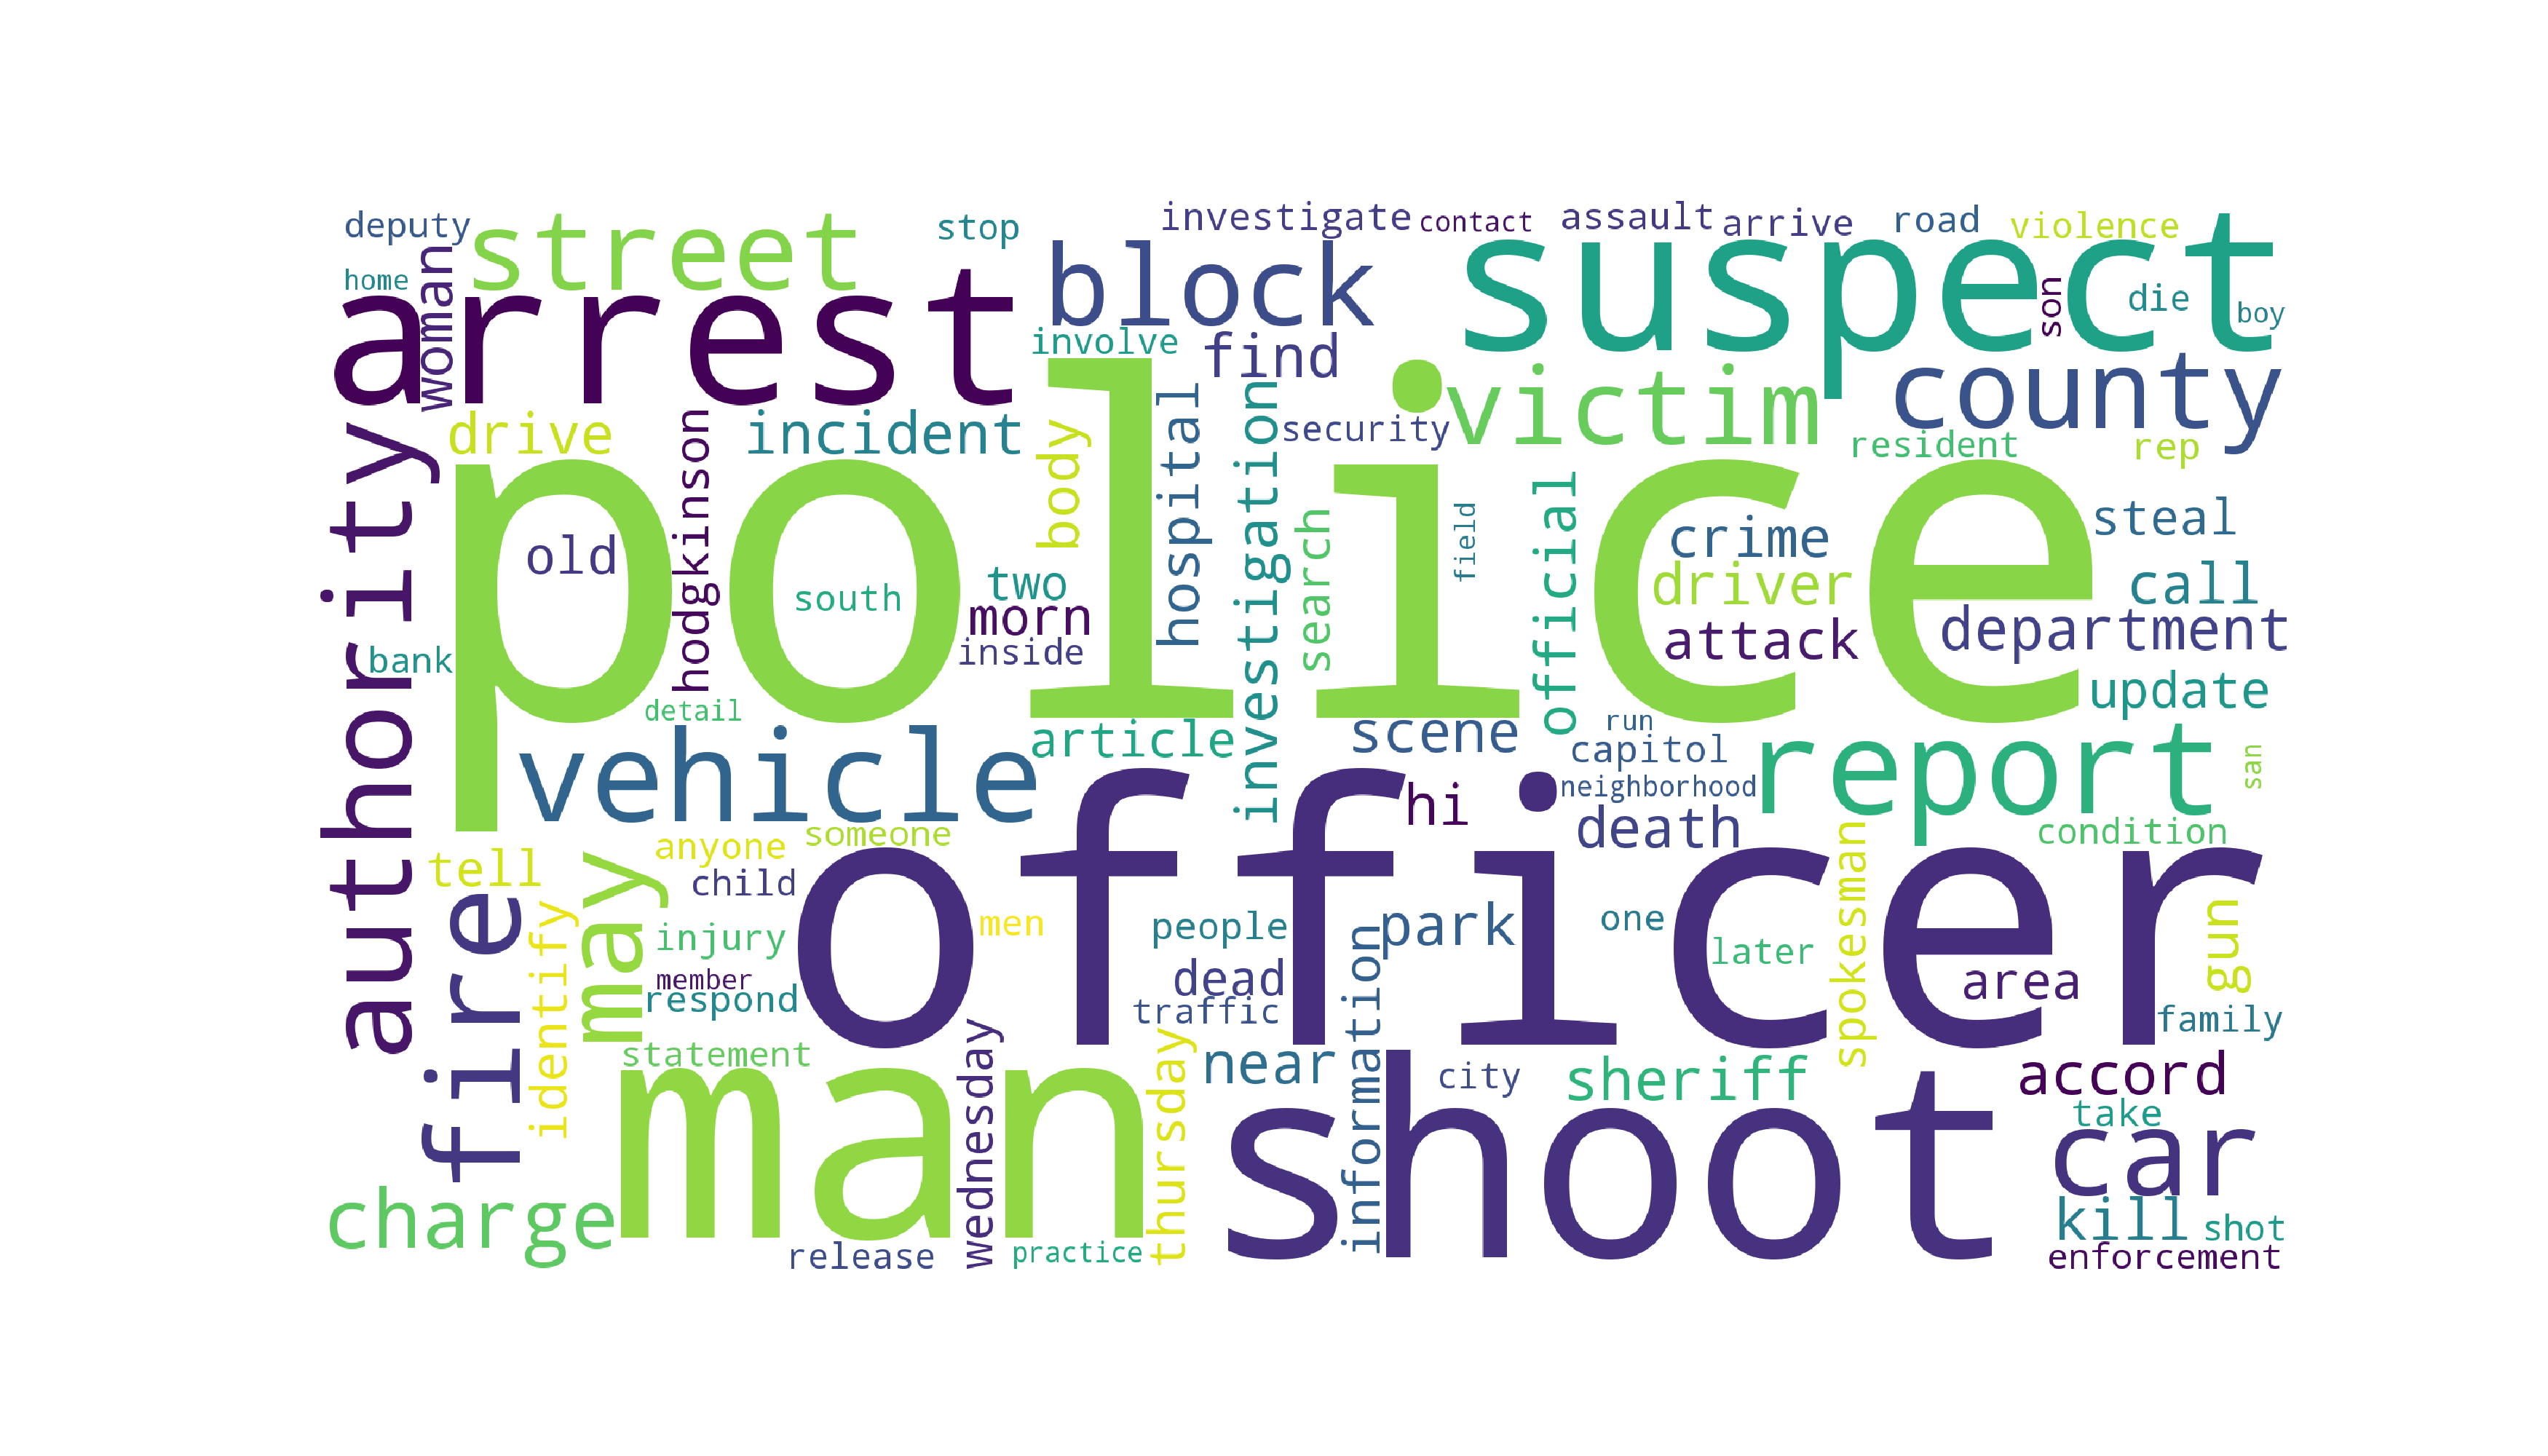 deputy
street
stop
investigate
contact
assault
arrive
road
violence
home
woman
arrest
block
suspect
son
die
boy
involve
find
county
authority
drive
incident
hodgkinson
body
hospital
investigation
security
victim
resident
rep
police
old
south
two
morn
inside
search
field
official
crime
driver
attack
steal
call
department
bank
detail
update
vehicle
article
scene
run
capitol
neighborhood
report
san
hi
death
condition
anyone
someone
tell
child
fire
may
identify
injury
men
member
respond
officer
people
park
one
later
spokesman
gun
dead
traffic
area
family
information
statement
wednesday
thursday
near
city
sheriff
accord
take
man
shoot
car
charge
kill
shot
release
practice
enforcement